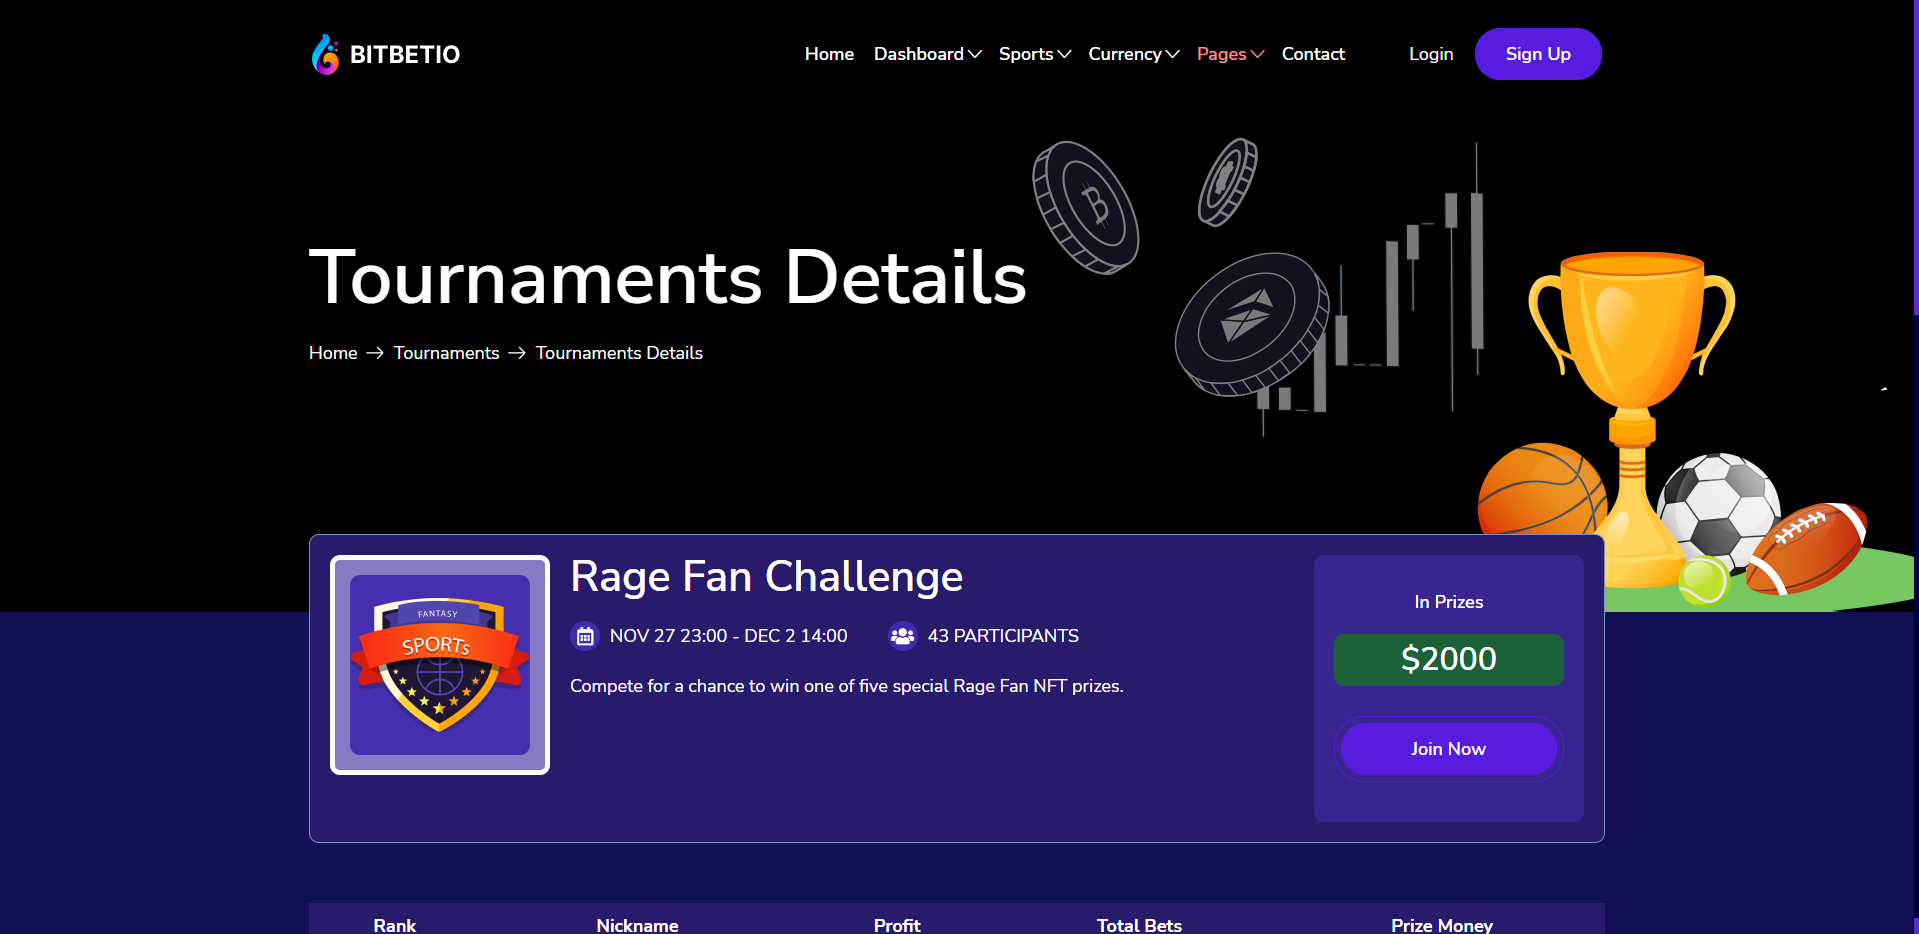 BITBETIO
Home Dashboard Sports Currency Pages Contact Login Sign Up
Tournaments Details
Home → Tournaments → Tournaments Details
FANTASY
SPORTs
Rage Fan Challenge
NOV 27 23:00 - DEC 2 14:00 43 PARTICIPANTS
Compete for a chance to win one of five special Rage Fan NFT prizes.
In Prizes
$2000
Join Now
Rank Nickname Profit Total Bets Prize Money